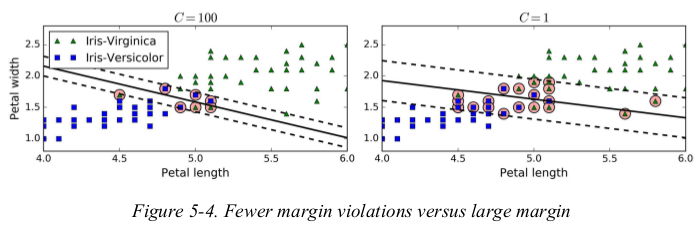 C = 100
C = 1
Iris-Virginica
Iris-Versicolor
Petal width
2.5
2.0
1.5
1.0
4.0 4.5 5.0 5.5 6.0
Petal length
2.5
2.0
1.5
1.0
4.0 4.5 5.0 5.5 6.0
Petal length
Figure 5-4. Fewer margin violations versus large margin